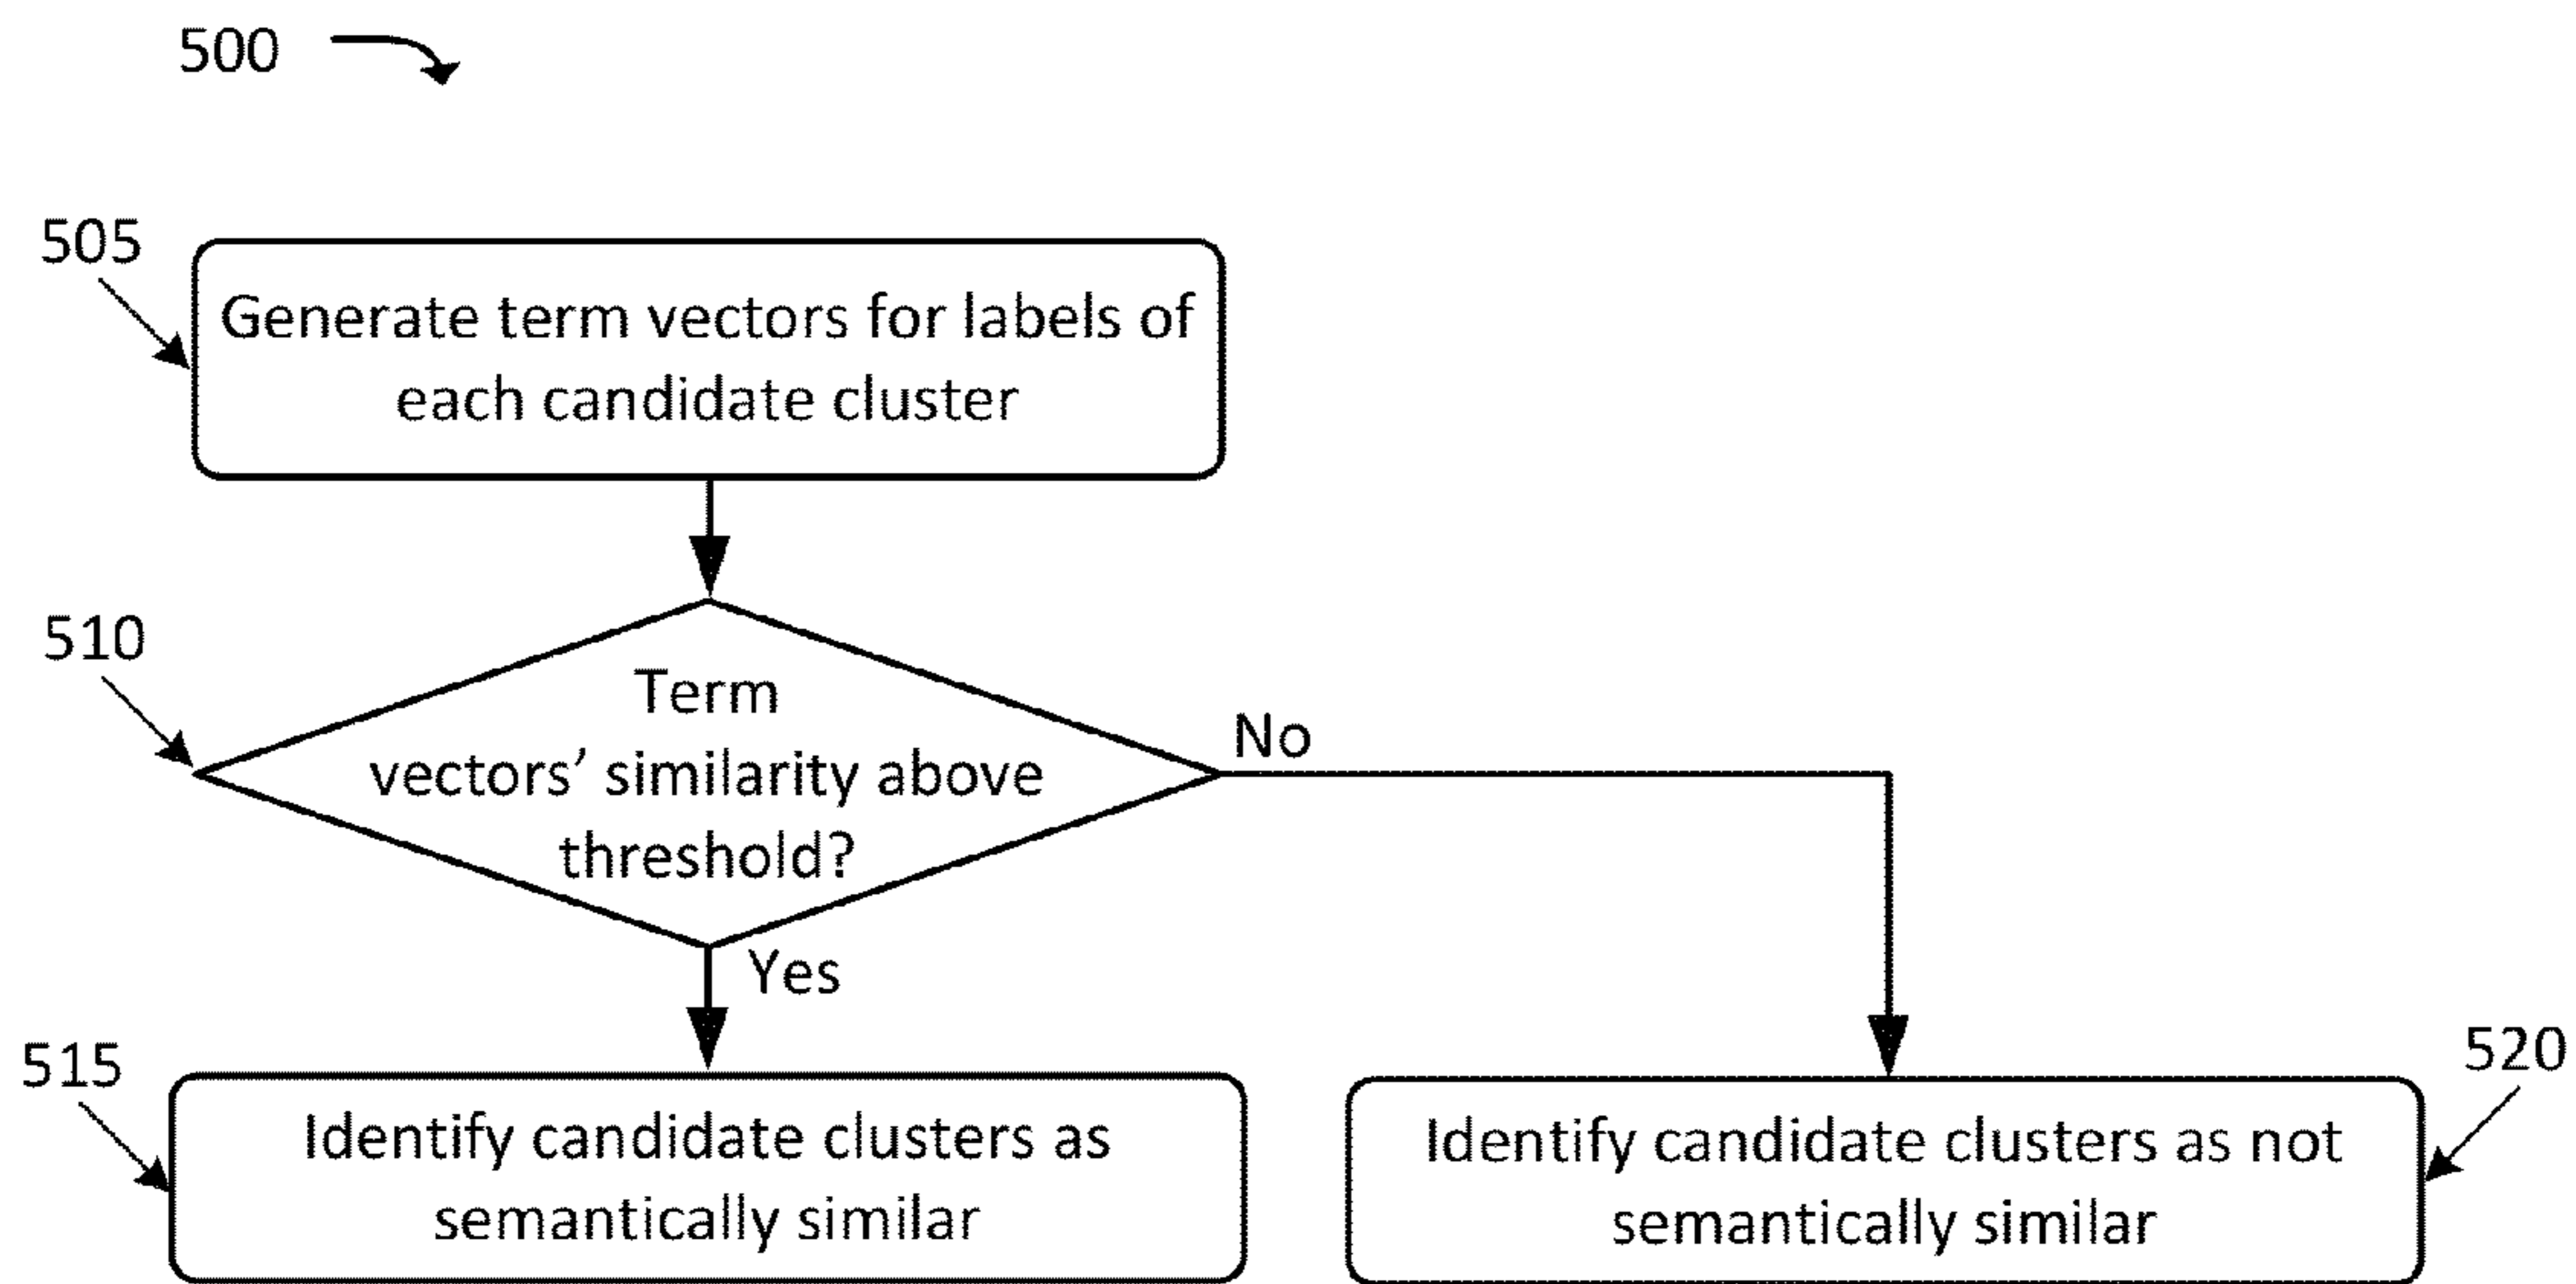 500
505
Generate term vectors for labels of
each candidate cluster
510
Term
vectors’ similarity above
threshold?
No
Yes
515
Identify candidate clusters as
semantically similar
520
Identify candidate clusters as not
semantically similar